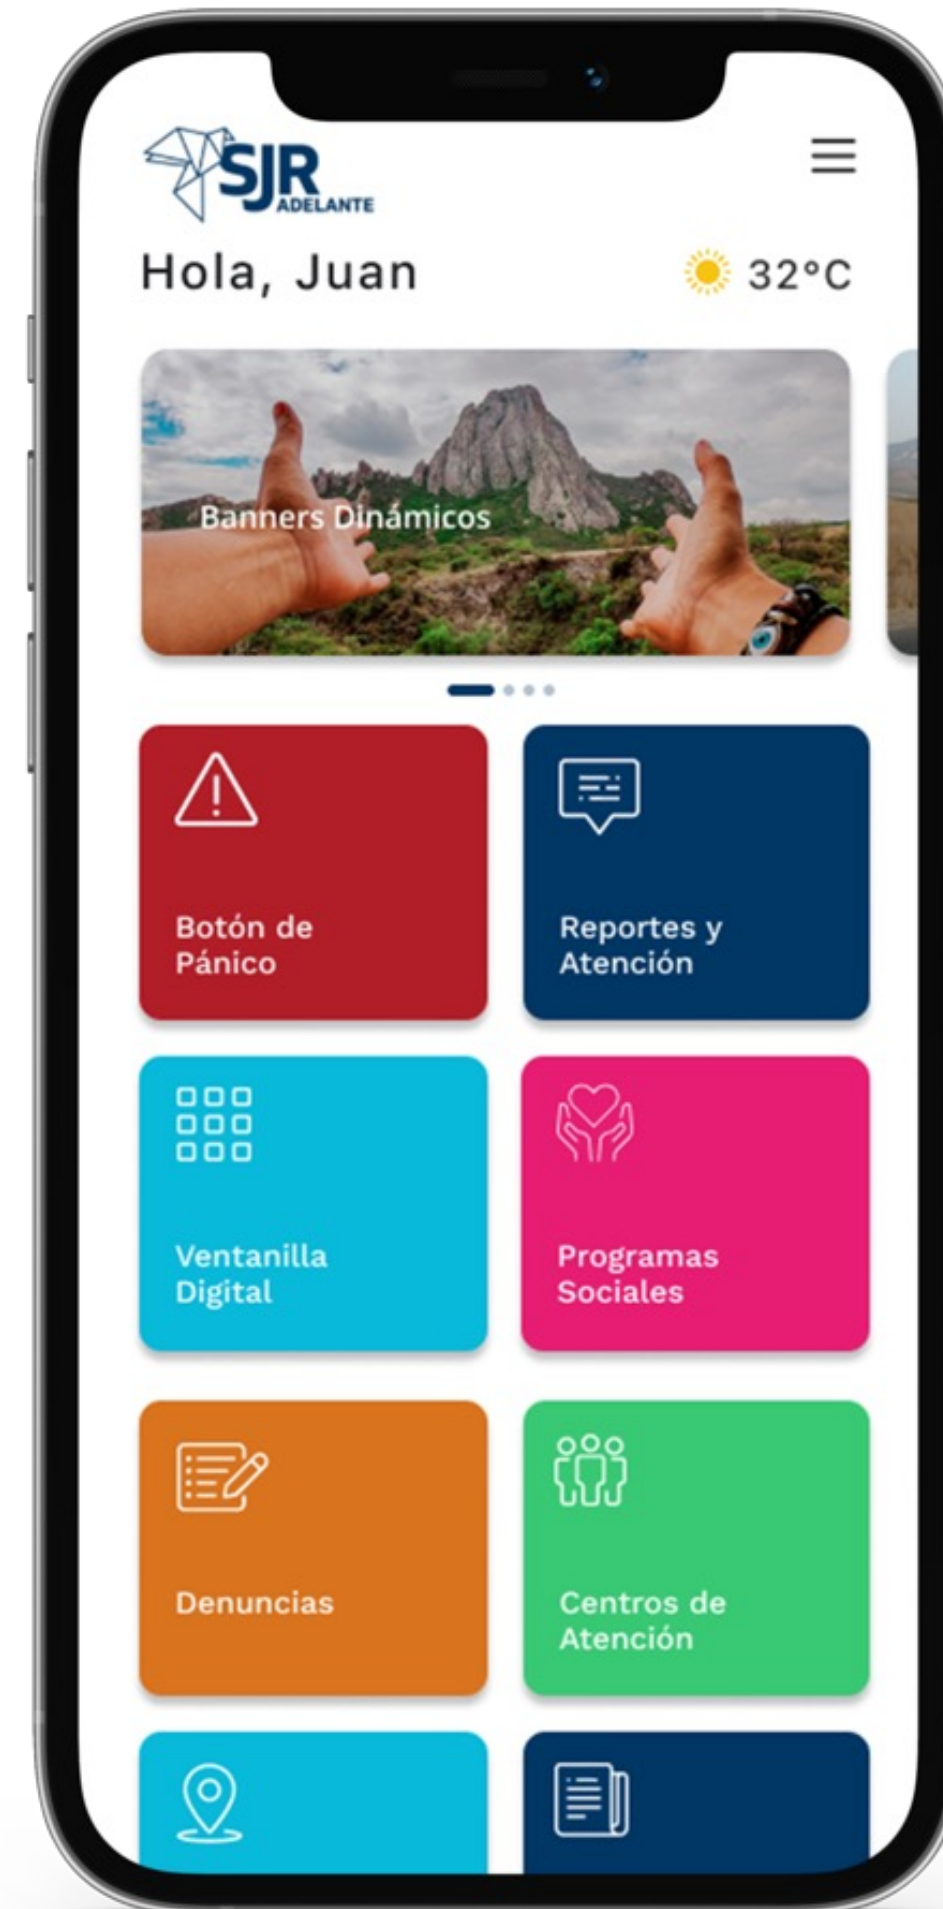 SJR
ADELANTE
Hola, Juan
32°C
Banners Dinámicos
Botón de
Pánico
Reportes y
Atención
Ventanilla
Digital
Programas
Sociales
Denuncias
Centros de
Atención